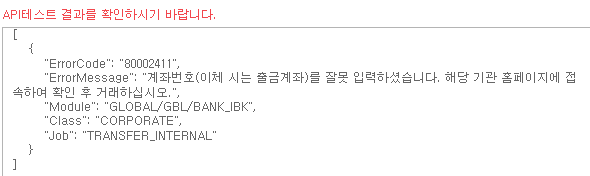 API테스트 결과를 확인하시기 바랍니다.
[
{
"ErrorCode": "80002411",
"ErrorMessage": "계좌번호(이체 시는 출금계좌)를 잘못 입력하셨습니다. 해당 기관 홈페이지에 접
속하여 확인 후 거래하십시오.",
"Module": "GLOBAL/GBL/BANK_IBK",
"Class": "CORPORATE",
"Job": "TRANSFER_INTERNAL"
}
]